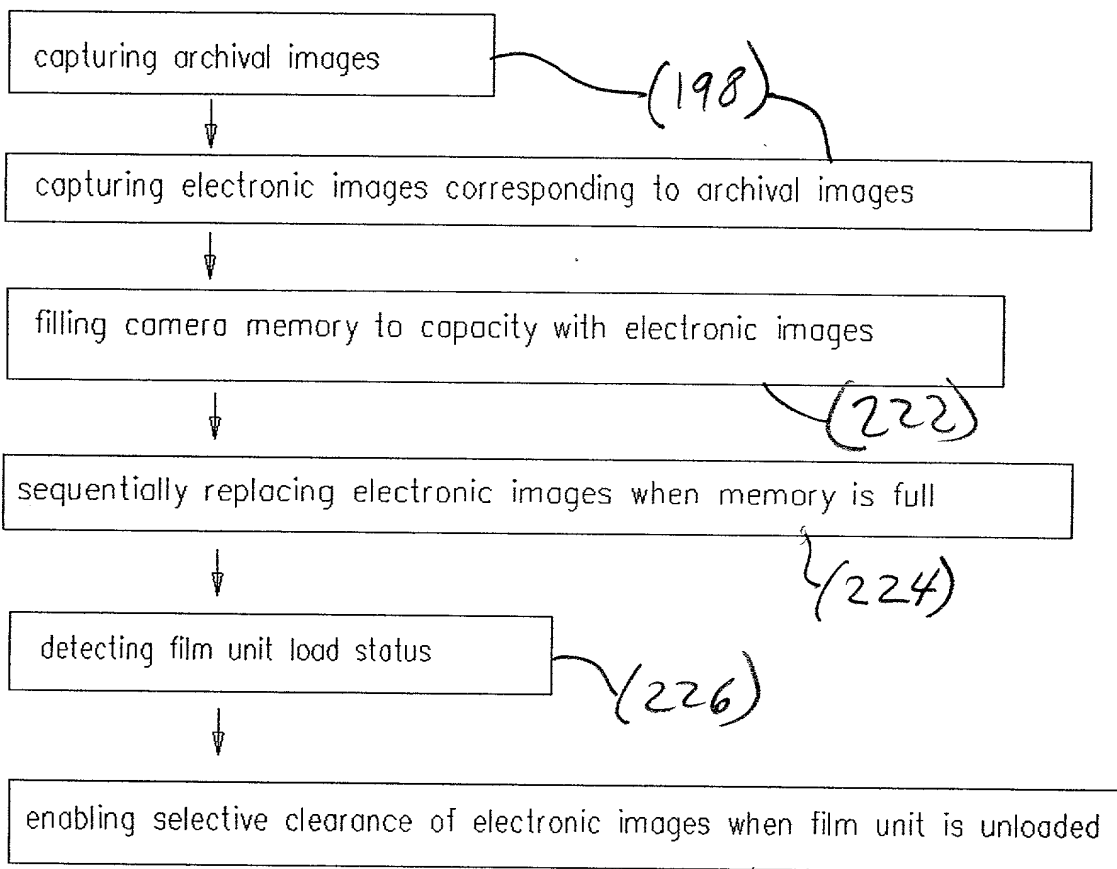 capturing archival images
(198)
capturing electronic images corresponding to archival images
filling camera memory to capacity with electronic images
(222)
sequentially replacing electronic images when memory is full
(224)
detecting film unit load status
(226)
enabling selective clearance of electronic images when film unit is unloaded